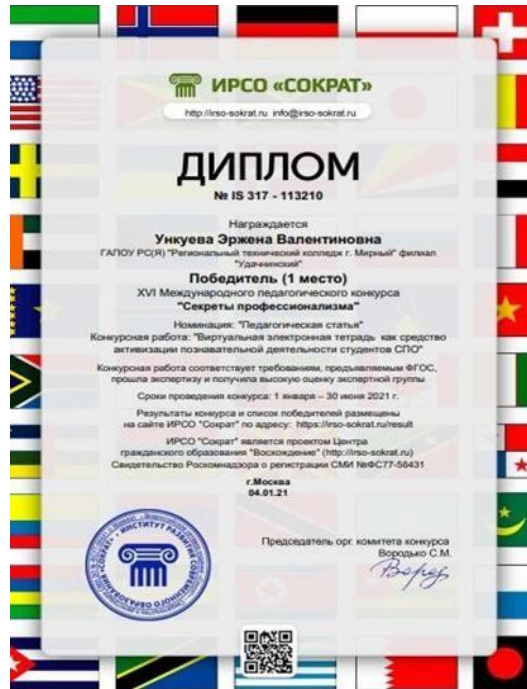 ИРСО «СОКРАТ»
http://irso-sokrat.ru info@irso-sokrat.ru
ДИПЛОМ
№ IS 317 - 113210
Награждается
Ункуева Эржена Валентиновна
ГАПОУ РС(Я) "Региональный технический колледж г. Мирный" филиал
"Удачнинский"
Победитель (1 место)
XVI Международного педагогического конкурса
"Секреты профессионализма"
Номинация: "Педагогическая статья"
Конкурсная работа: "Виртуальная электронная тетрадь как средство
активизации познавательной деятельности студентов СПО"
Конкурсная работа соответствует требованиям, предъявляемым ФГОС,
прошла экспертизу и получила высокую оценку экспертной группы
Сроки проведения конкурса: 1 января – 30 июня 2021 г.
Результаты конкурса и список победителей размещены
на сайте ИРСО "Сократ" по адресу: https://irso-sokrat.ru/result
ИРСО "Сократ" является проектом Центра
гражданского образования "Восхождение" (http://irso-sokrat.ru)
Свидетельство Роскомнадзора о регистрации СМИ №ФС77-56431
г.Москва
04.01.21
Председатель орг. комитета конкурса
Вородько С.М.
ИНСТИТУТ РАЗВИТИЯ СОВРЕМЕННОГО ОБРАЗОВАНИЯ «СОКРАТ»